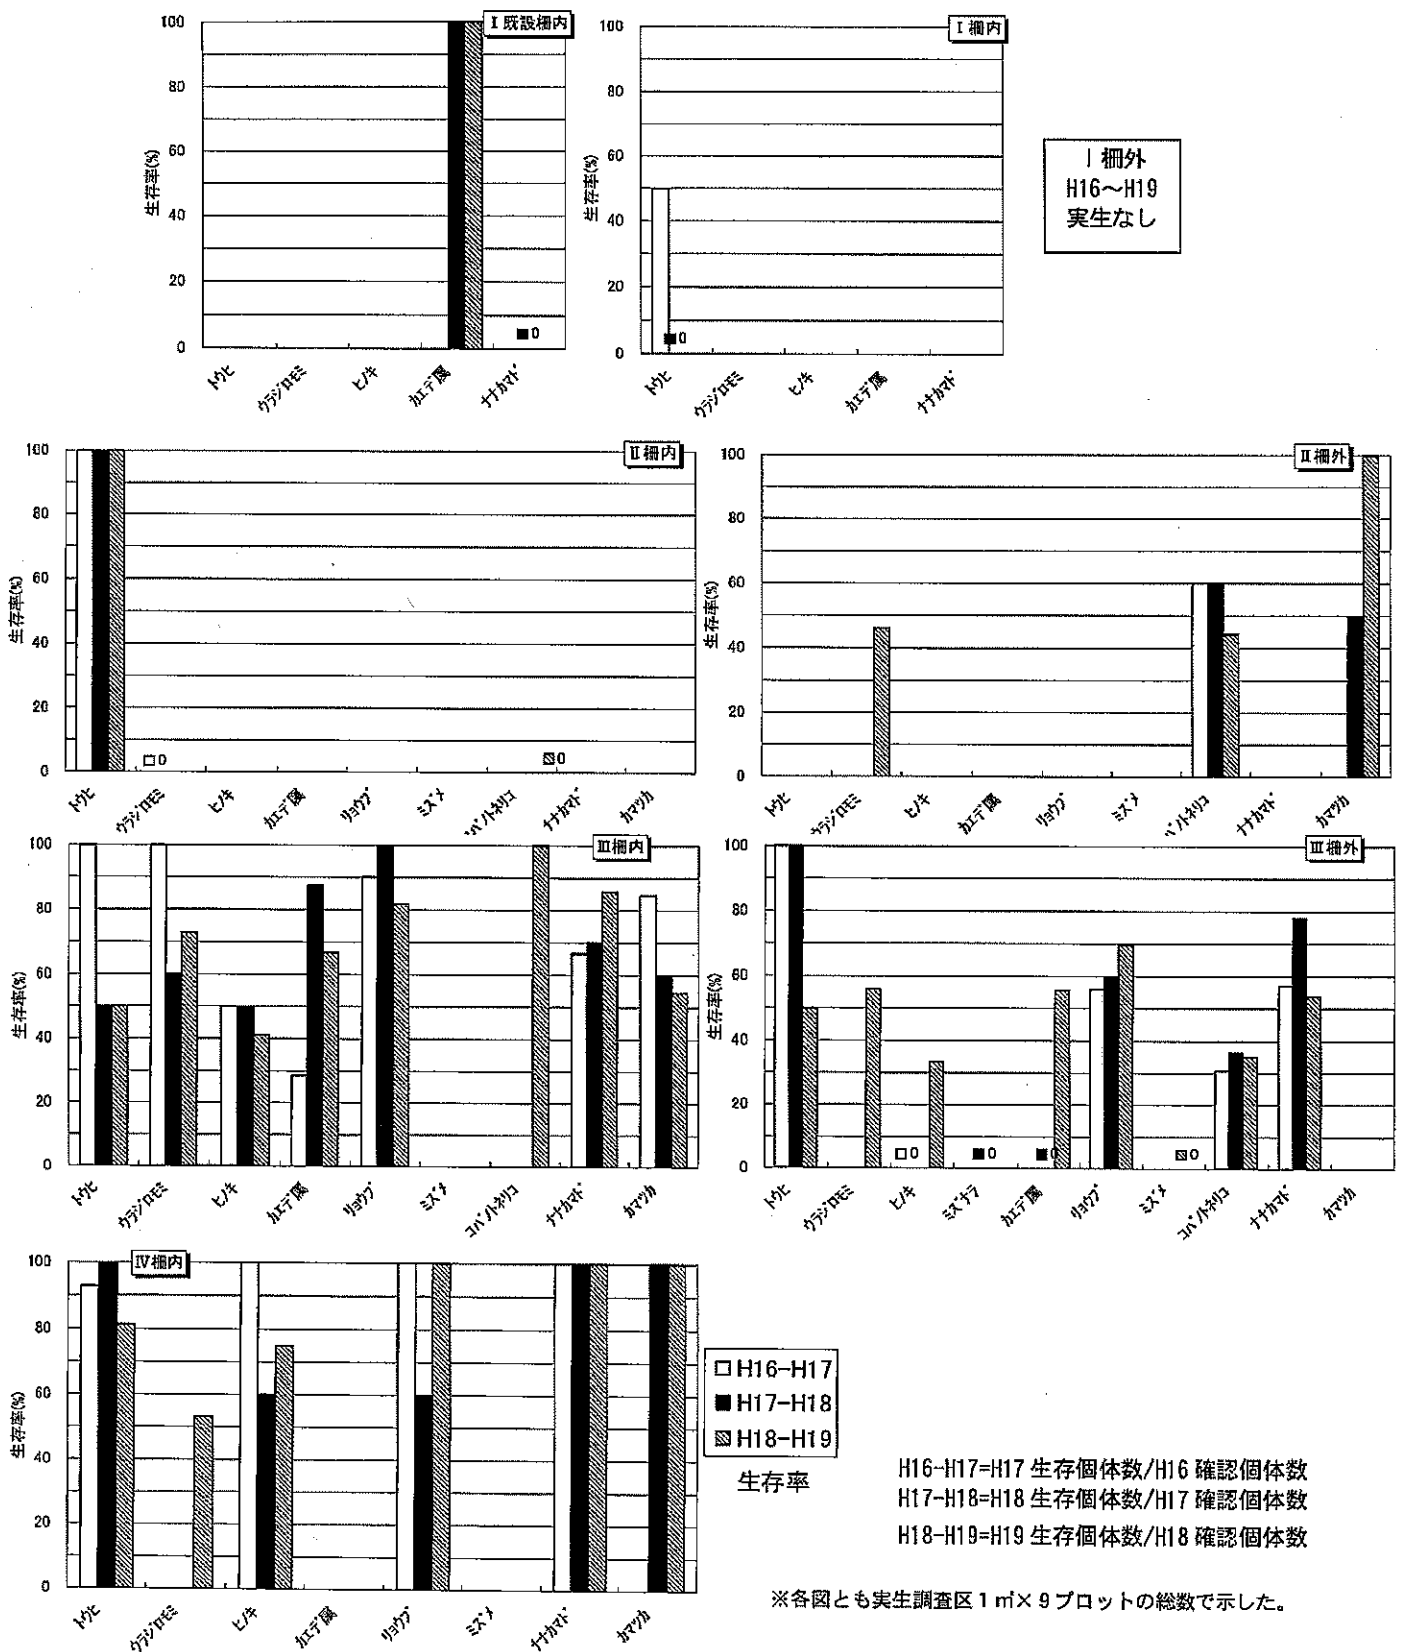 I 既設柵内
100
80
60
40
20
0
生存率(%)
■0
トウヒ
ウラジロモミ
ヒノキ
カエデ属
ナナカマド
I 柵内
100
80
60
40
20
0
生存率(%)
■0
トウヒ
ウラジロモミ
ヒノキ
カエデ属
ナナカマド
I 柵外
H16～H19
実生なし
II 柵内
100
80
60
40
20
0
生存率(%)
□0
0
トウヒ
ウラジロモミ
ヒノキ
カエデ属
リョウブ
ミズメ
バノトネリコ
ナナカマド
カマツカ
II 柵外
100
80
60
40
20
0
生存率(%)
トウヒ
ウラジロモミ
ヒノキ
カエデ属
リョウブ
ミズメ
バノトネリコ
ナナカマド
カマツカ
III 柵内
100
80
60
40
20
0
生存率(%)
トウヒ
ウラジロモミ
ヒノキ
カエデ属
リョウブ
ミズメ
コバノトネリコ
ナナカマド
カマツカ
III 柵外
100
80
60
40
20
0
生存率(%)
□0
■0
■0
0
トウヒ
ウラジロモミ
ヒノキ
ミズナラ
カエデ属
リョウブ
ミズメ
コバノトネリコ
ナナカマド
カマツカ
IV 柵内
100
80
60
40
20
0
生存率(%)
トウヒ
ウラジロモミ
ヒノキ
カエデ属
リョウブ
ミズメ
ナナカマド
カマツカ
□H16-H17
■H17-H18
H18-H19
生存率
H16-H17=H17 生存個体数/H16 確認個体数
H17-H18=H18 生存個体数/H17 確認個体数
H18-H19=H19 生存個体数/H18 確認個体数
※各図とも実生調査区1㎡×9プロットの総数で示した。